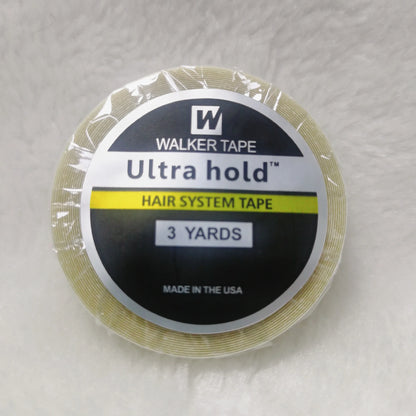 W
WALKER TAPE
Ultra hold™
HAIR SYSTEM TAPE
3 YARDS
MADE IN THE USA